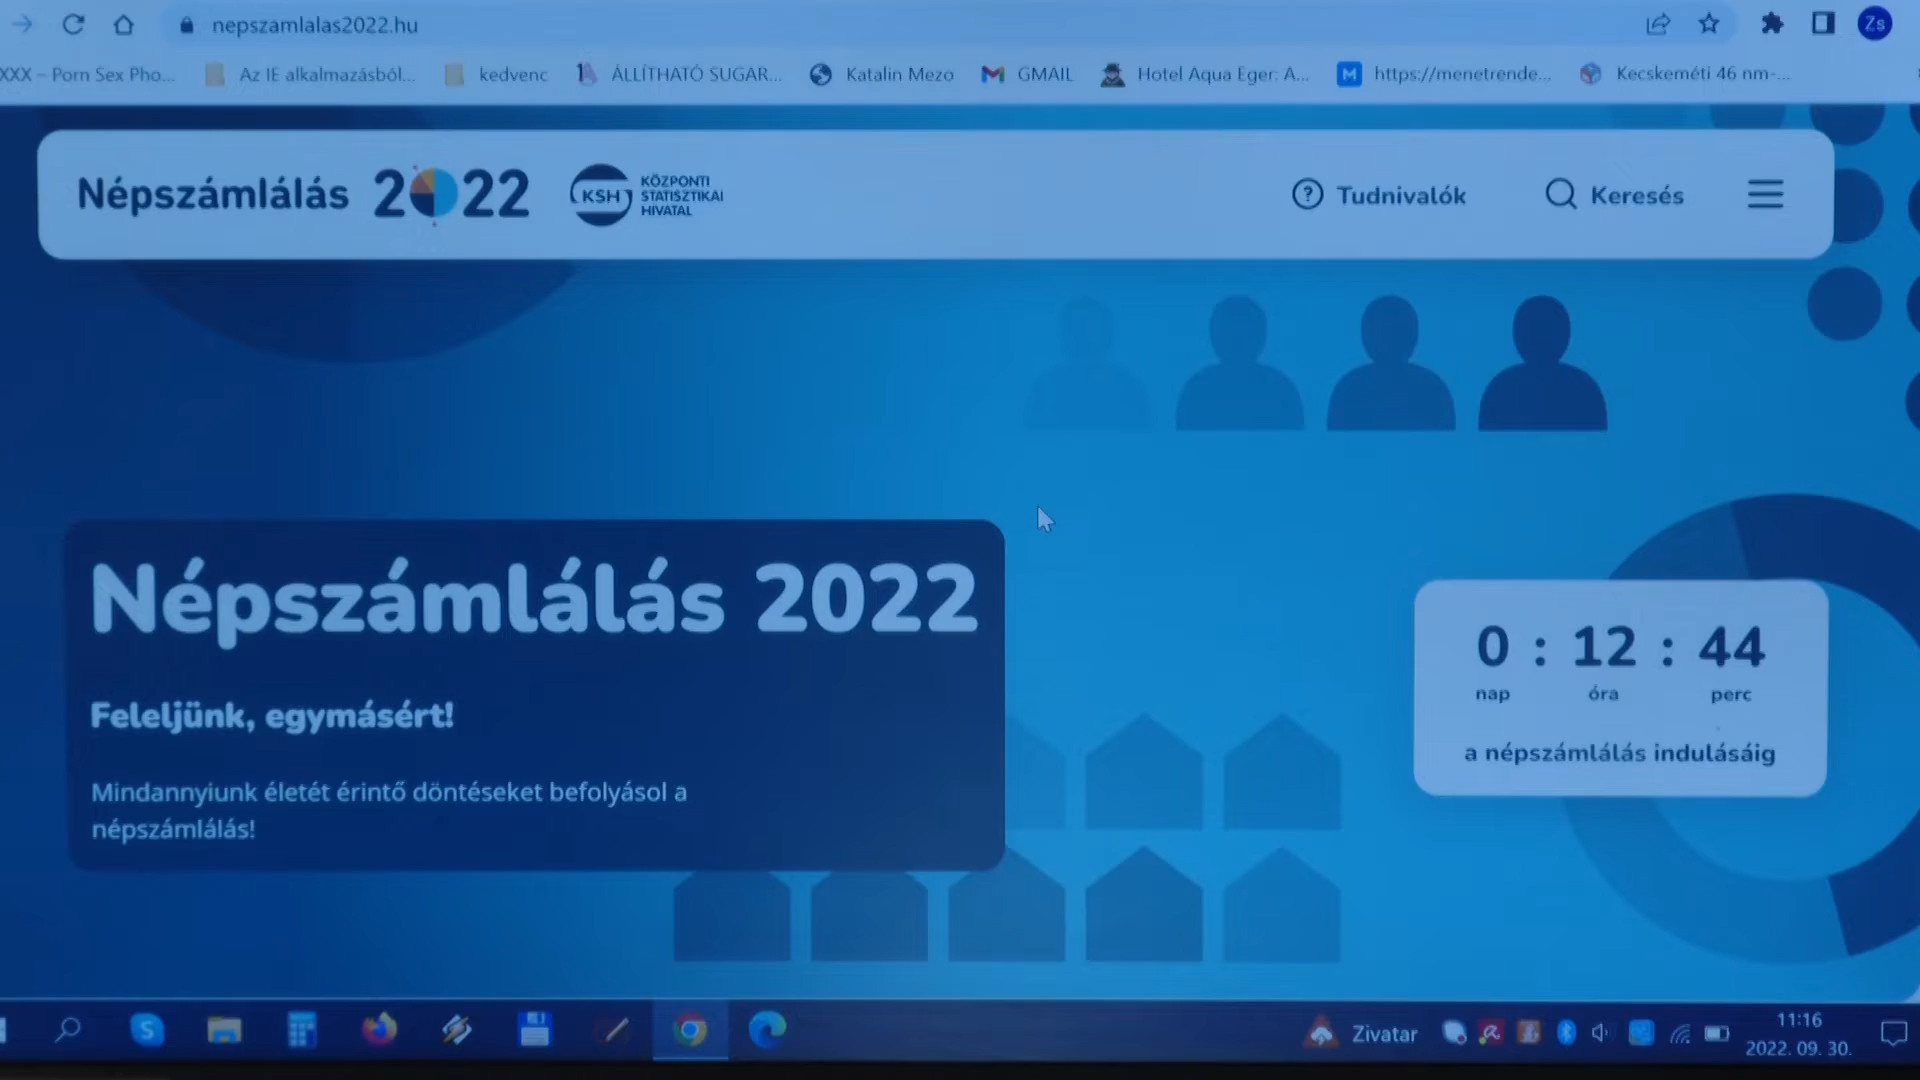 nepszamlalas2022.hu
Zs
XXX – Porn Sex Pho...
Az IE alkalmazásból...
kedvenc
ÁLLÍTHATÓ SUGAR...
Katalin Mezo
GMAIL
Hotel Aqua Eger: A...
https://menetrende...
Kecskeméti 46 nm-...
Népszámlálás 2022
KSH
KÖZPONTI
STATISZTIKAI
HIVATAL
Tudnivalók
Keresés
Népszámlálás 2022
Feleljünk, egymásért!
Mindannyiunk életét érintő döntéseket befolyásol a
népszámlálás!
0 : 12 : 44
nap óra perc
a népszámlálás indulásáig
Zivatar
11:16
2022. 09. 30.